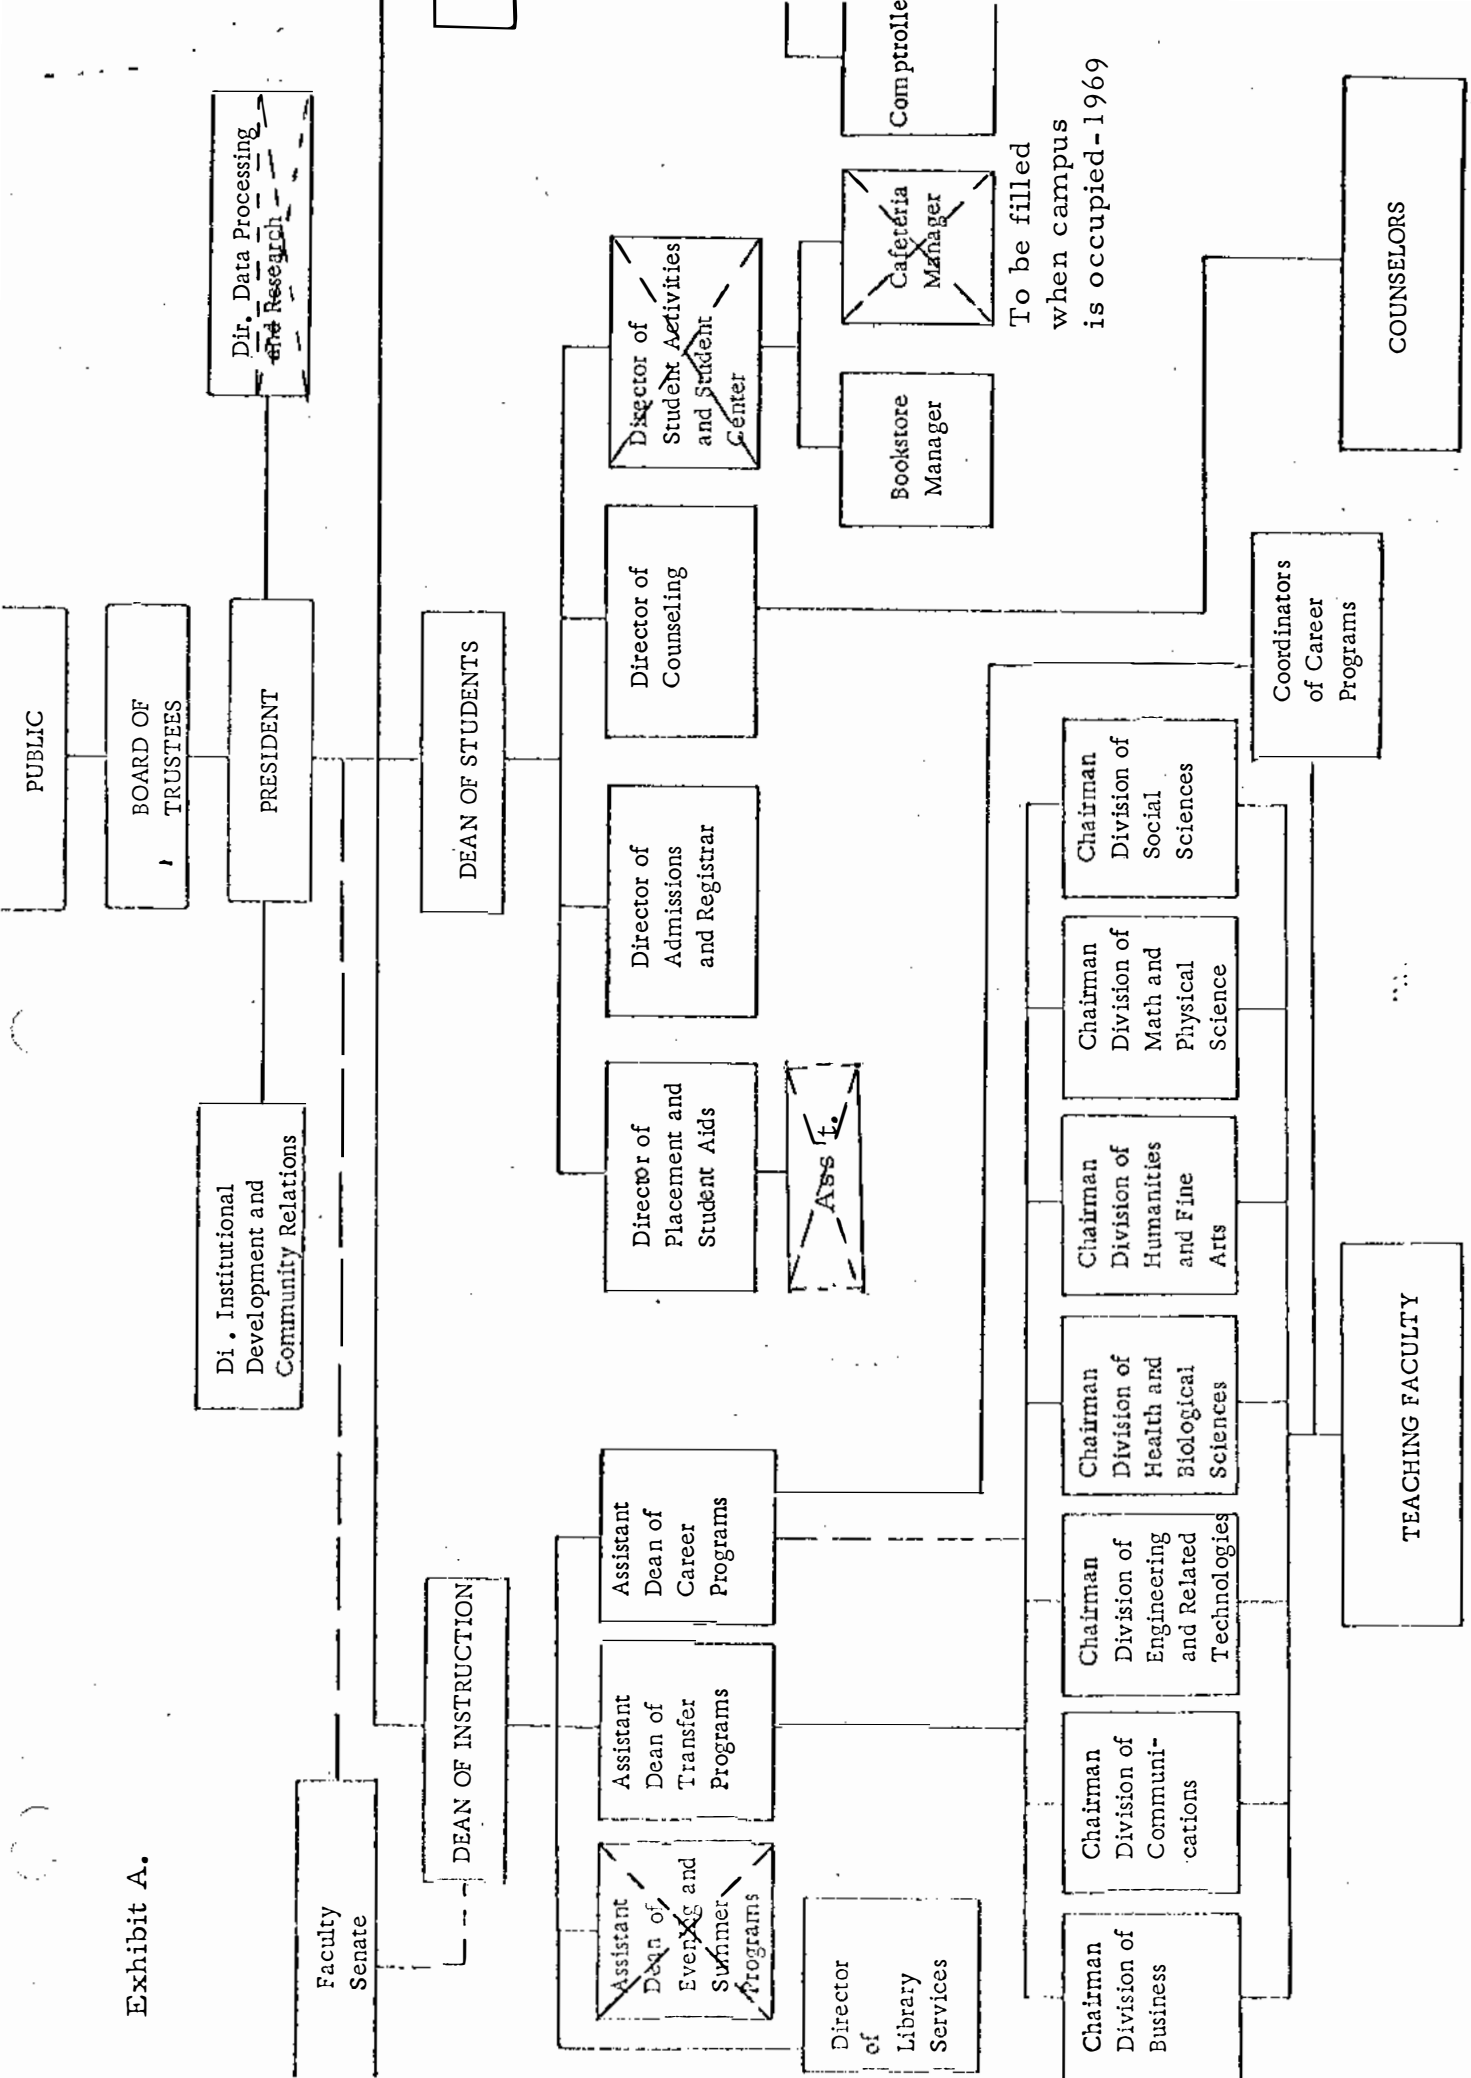 Exhibit A.
PUBLIC
BOARD OF
TRUSTEES
PRESIDENT
Di . Institutional
Development and
Community Relations
Dir. Data Processing
and Research
Faculty
Senate
DEAN OF INSTRUCTION
DEAN OF STUDENTS
Assistant
Dean of
Evening and
Summer
Programs
Assistant
Dean of
Transfer
Programs
Assistant
Dean of
Career
Programs
Director of
Placement and
Student Aids
Director of
Admissions
and Registrar
Director of
Counseling
Director of
Student Activities
and Student
Center
Director
of
Library
Services
Ass't.
Bookstore
Manager
Cafeteria
Manager
Comptrolle
To be filled
when campus
is occupied-1969
Chairman
Division of
Business
Chairman
Division of
Communi-
cations
Chairman
Division of
Engineering
and Related
Technologies
Chairman
Division of
Health and
Biological
Sciences
Chairman
Division of
Humanities
and Fine
Arts
Chairman
Division of
Math and
Physical
Science
Chairman
Division of
Social
Sciences
Coordinators
of Career
Programs
TEACHING FACULTY
COUNSELORS